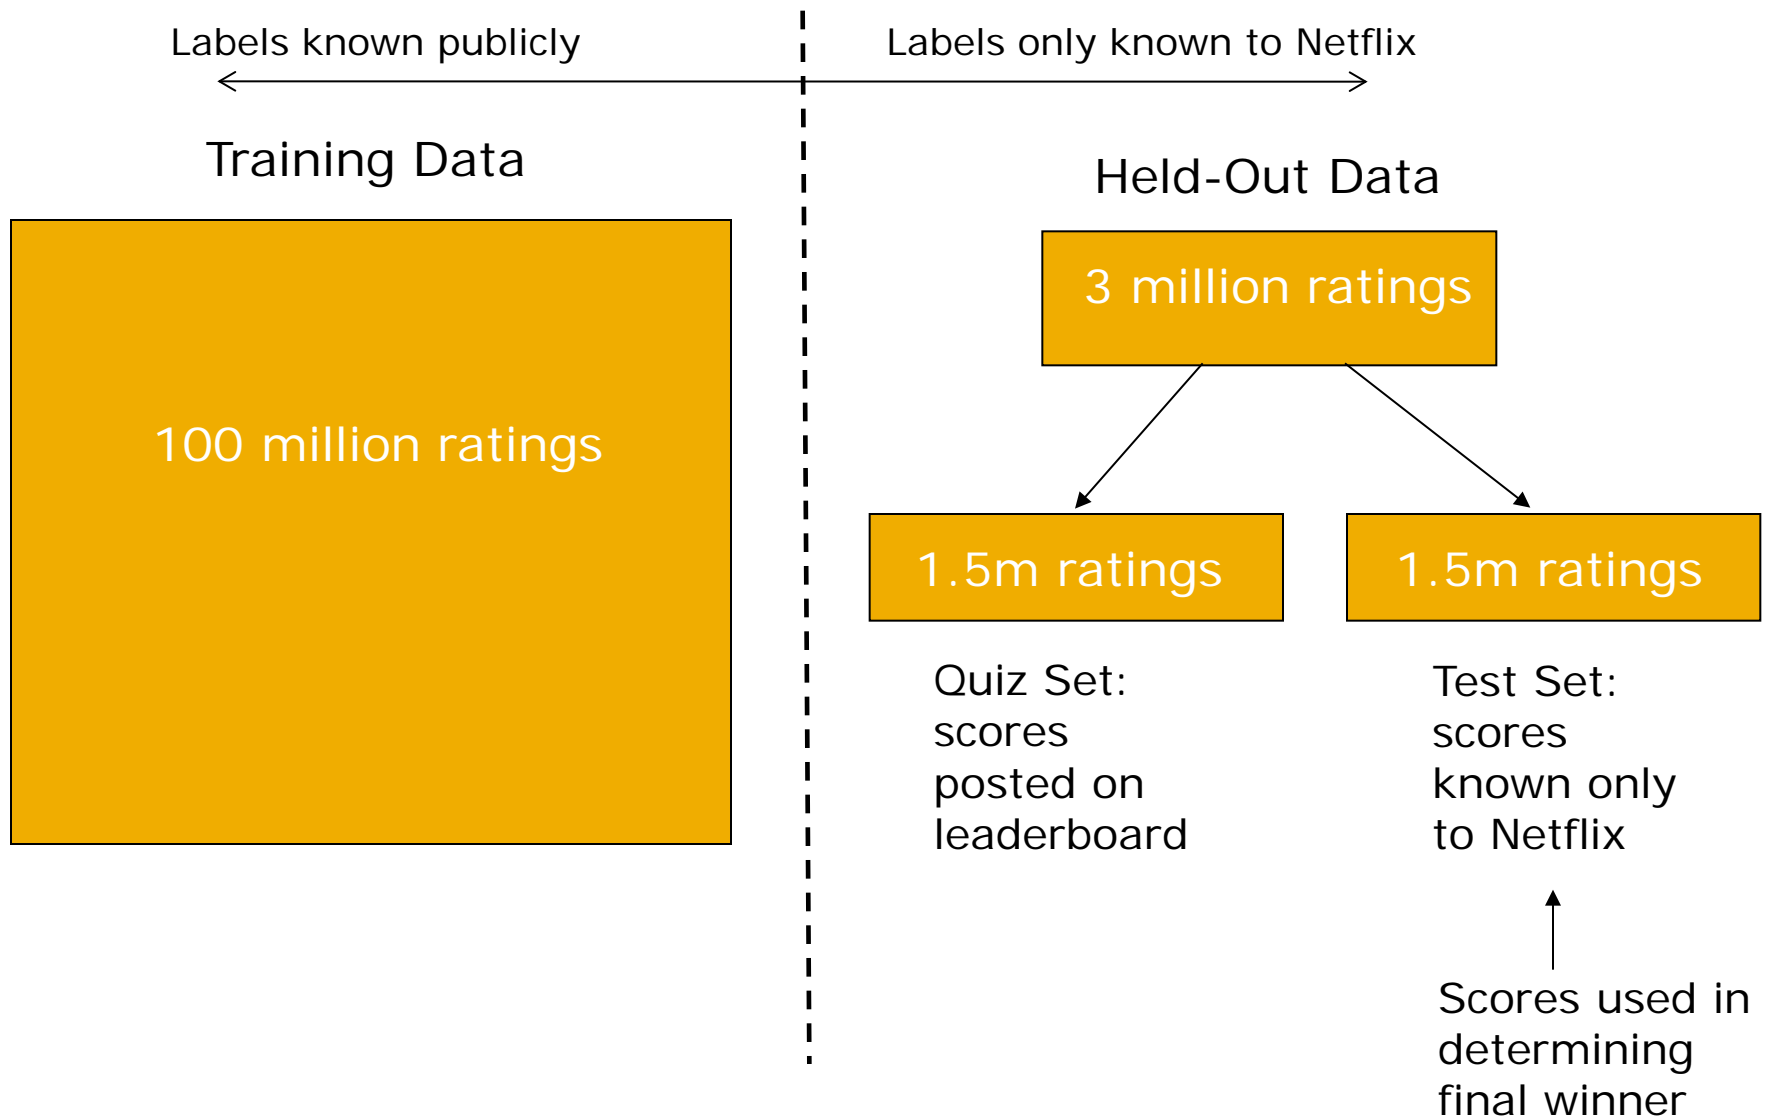 Labels known publicly
Labels only known to Netflix
Training Data
Held-Out Data
100 million ratings
3 million ratings
1.5m ratings
1.5m ratings
Quiz Set:
scores
posted on
leaderboard
Test Set:
scores
known only
to Netflix
Scores used in
determining
final winner